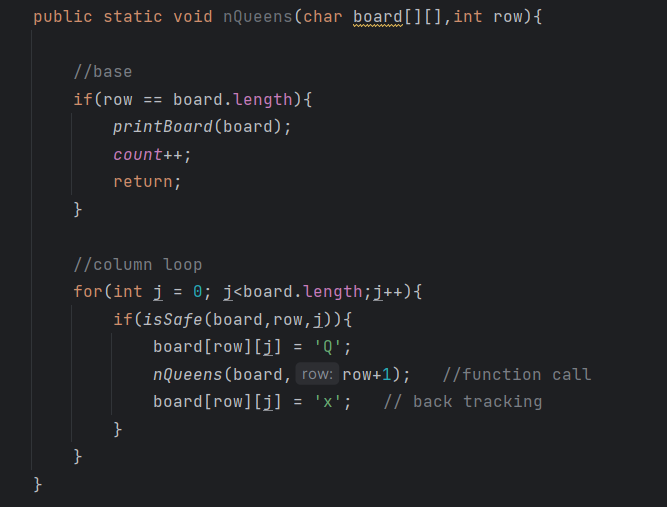 public static void nQueens(char board[][],int row){
//base
if(row == board.length){
printBoard(board);
count++;
return;
}
//column loop
for(int j = 0; j<board.length;j++){
if(isSafe(board,row,j)){
board[row][j] = 'Q';
nQueens(board, row: row+1);   //function call
board[row][j] = 'x';   // back tracking
}
}
}